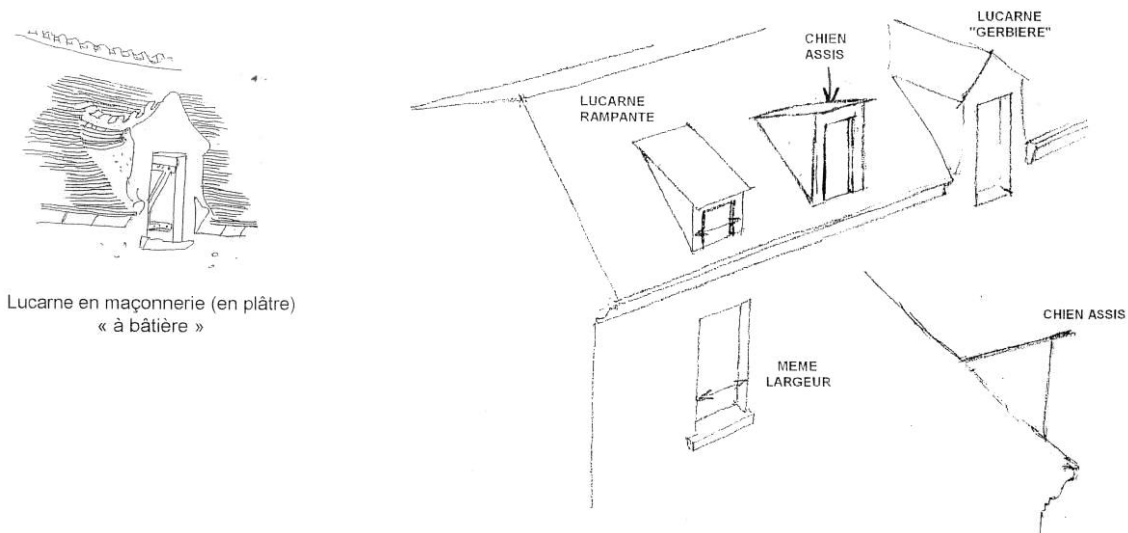 Lucarne en maçonnerie (en plâtre)
« à bâtière »
LUCARNE
RAMPANTE
CHIEN
ASSIS
LUCARNE
"GERBIERE"
MEME
LARGEUR
CHIEN ASSIS